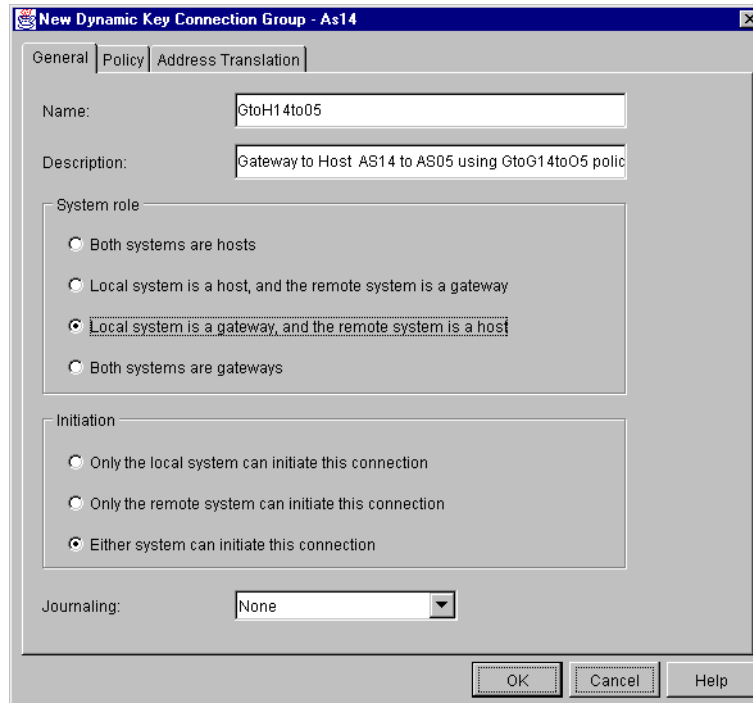 New Dynamic Key Connection Group - As14
General Policy Address Translation
Name: GtoH14to05
Description: Gateway to Host AS14 to AS05 using GtoG14toO5 polic
System role
Both systems are hosts
Local system is a host, and the remote system is a gateway
Local system is a gateway, and the remote system is a host
Both systems are gateways
Initiation
Only the local system can initiate this connection
Only the remote system can initiate this connection
Either system can initiate this connection
Journaling: None
OK Cancel Help